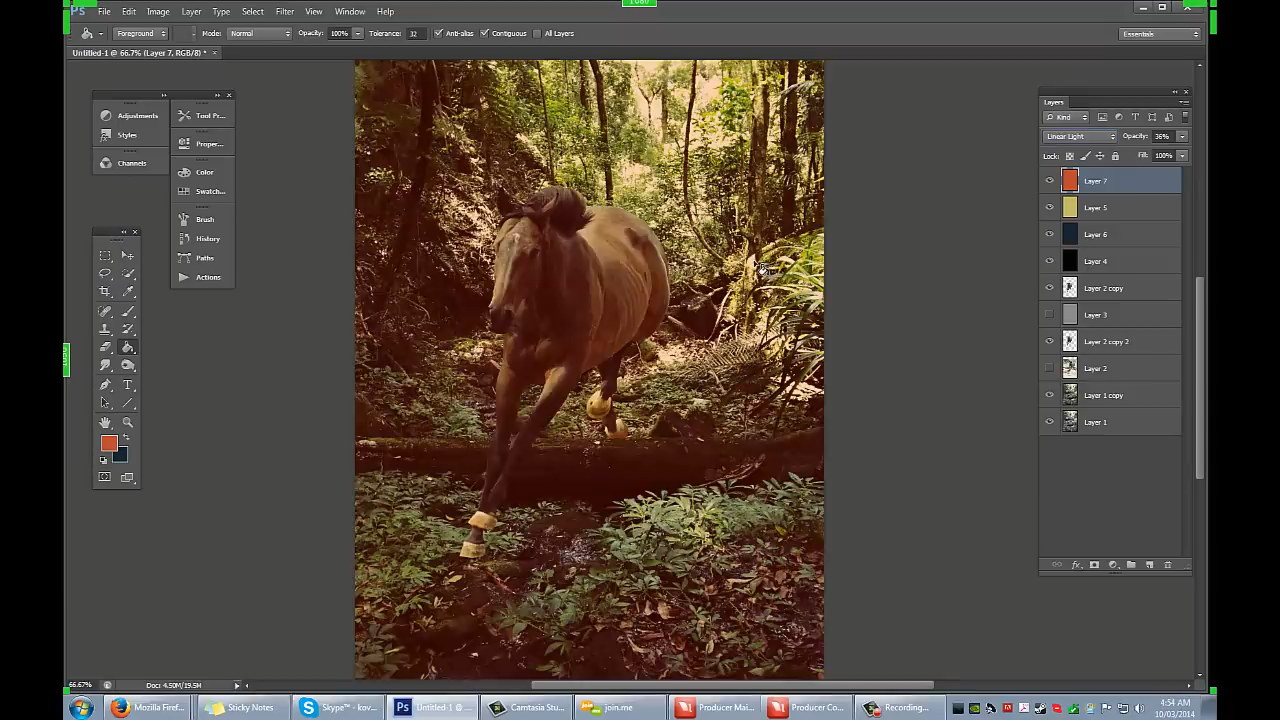 1080
Ps File Edit Image Layer Type Select Filter View Window Help
Foreground Mode: Normal Opacity: 100% Tolerance: 32 Anti-alias Contiguous All Layers Essentials
Untitled-1 @ 66.7% (Layer 7, RGB/8) * ×
Adjustments
Styles
Channels
Tool Pr...
Proper...
Color
Swatch...
Brush
History
Paths
Actions
Layers
Kind
Linear Light Opacity: 36%
Lock: Fill: 100%
Layer 7
Layer 5
Layer 6
Layer 4
Layer 2 copy
Layer 3
Layer 2 copy 2
Layer 2
Layer 1 copy
Layer 1
66.67% Doc: 4.50M/19.5M
Mozilla Firef... Sticky Notes Skype™ - kov... Untitled-1 @ ... Camtasia Stu... join.me Producer Mai... Producer Co... Recording...
4:54 AM
10/03/2014